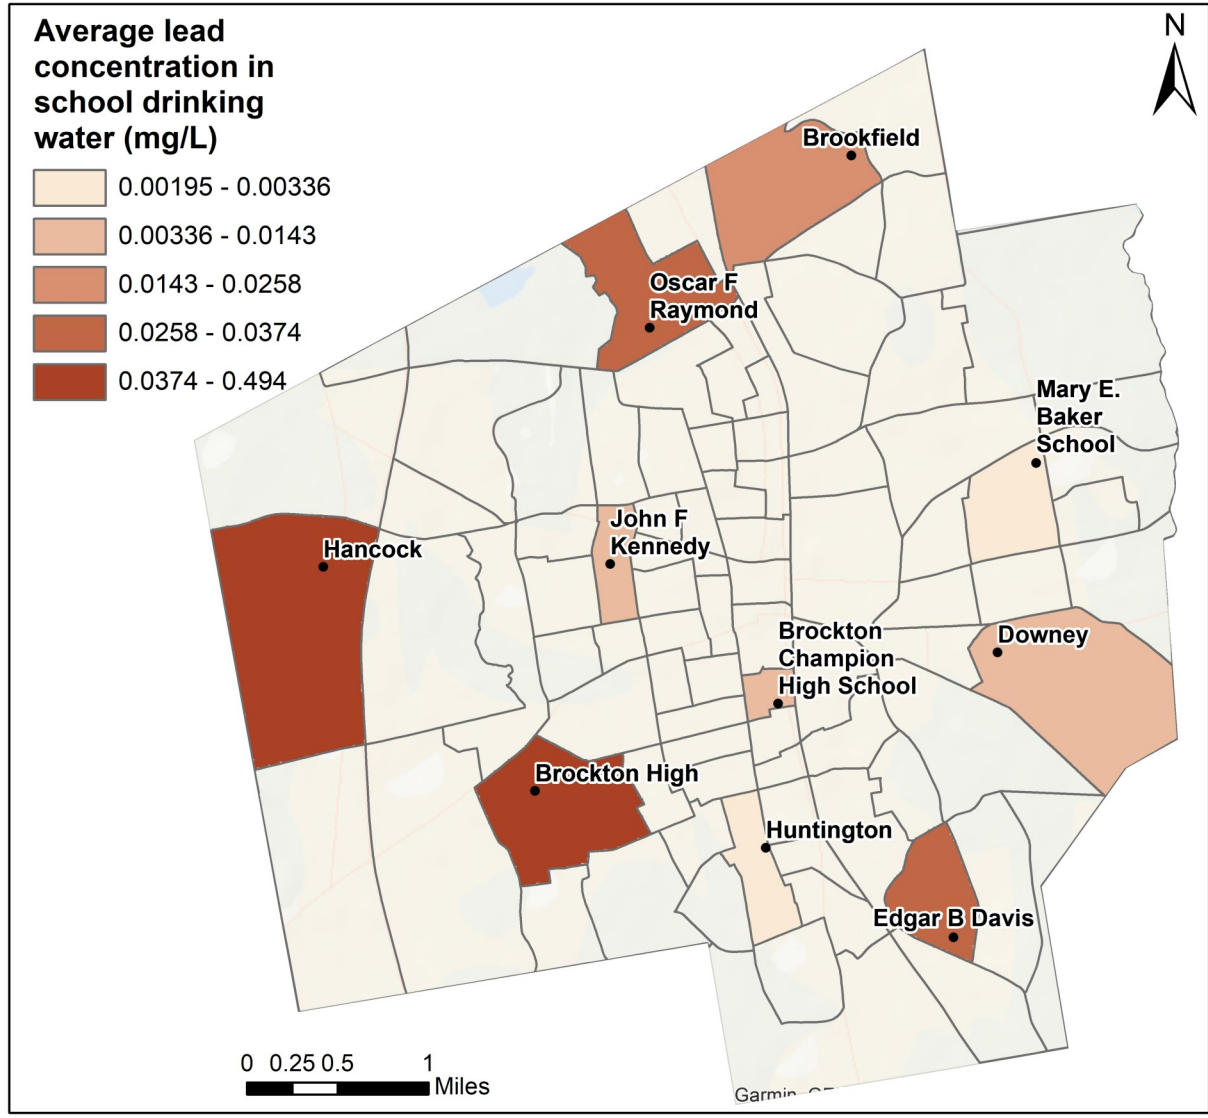 Average lead
concentration in
school drinking
water (mg/L)
0.00195 - 0.00336
0.00336 - 0.0143
0.0143 - 0.0258
0.0258 - 0.0374
0.0374 - 0.494
N
Brookfield
Oscar F
Raymond
Mary E.
Baker
School
John F
Kennedy
Hancock
Brockton
Champion
High School
Downey
Brockton High
Huntington
Edgar B Davis
0 0.25 0.5 1
Miles
Garmin,